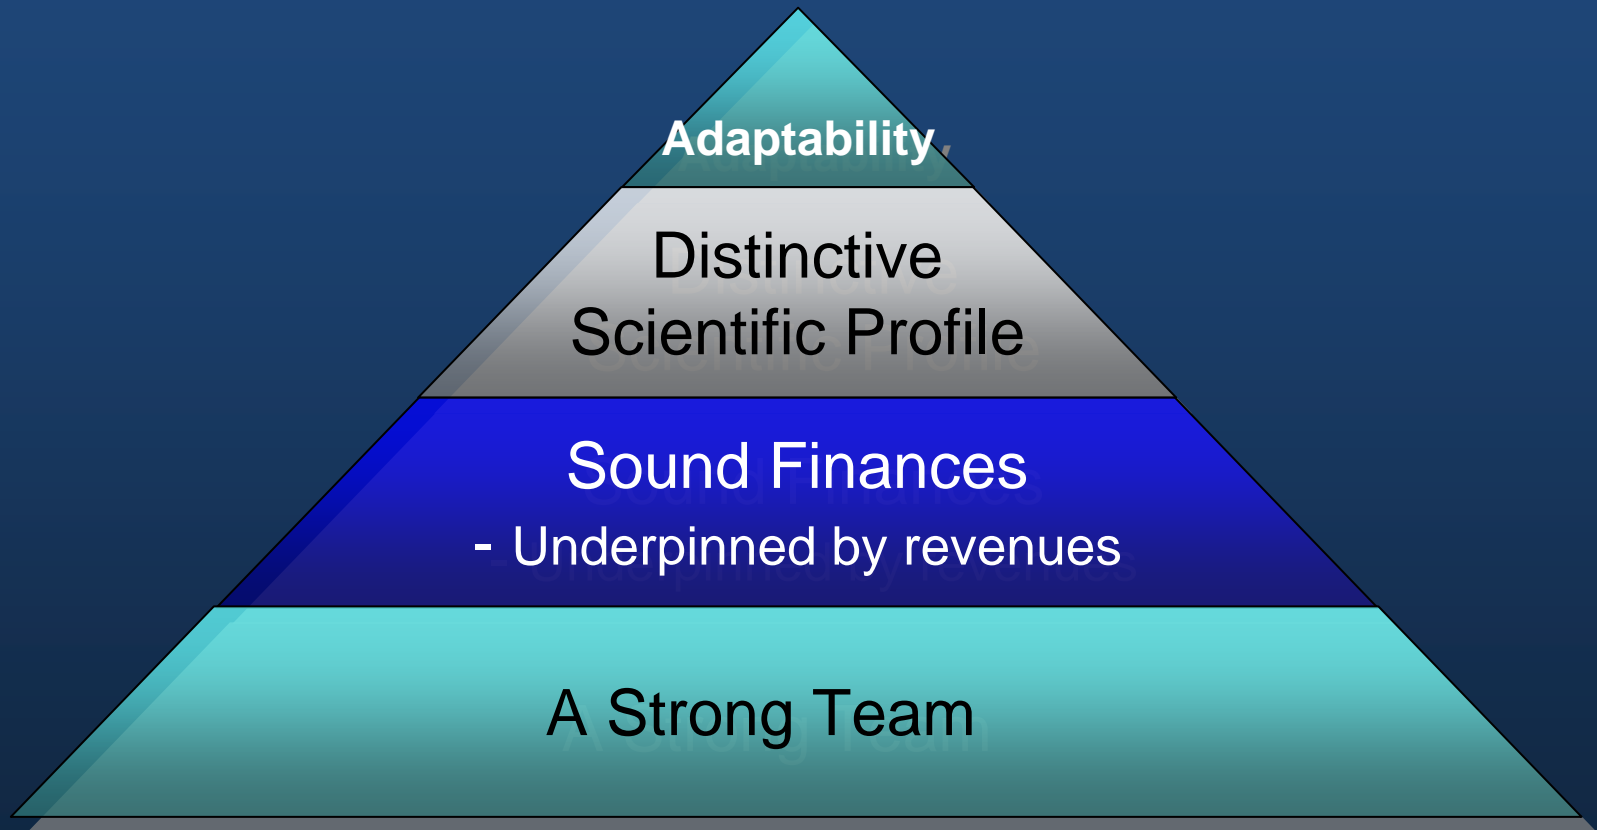 Adaptability
Distinctive
Scientific Profile
Sound Finances
- Underpinned by revenues
A Strong Team